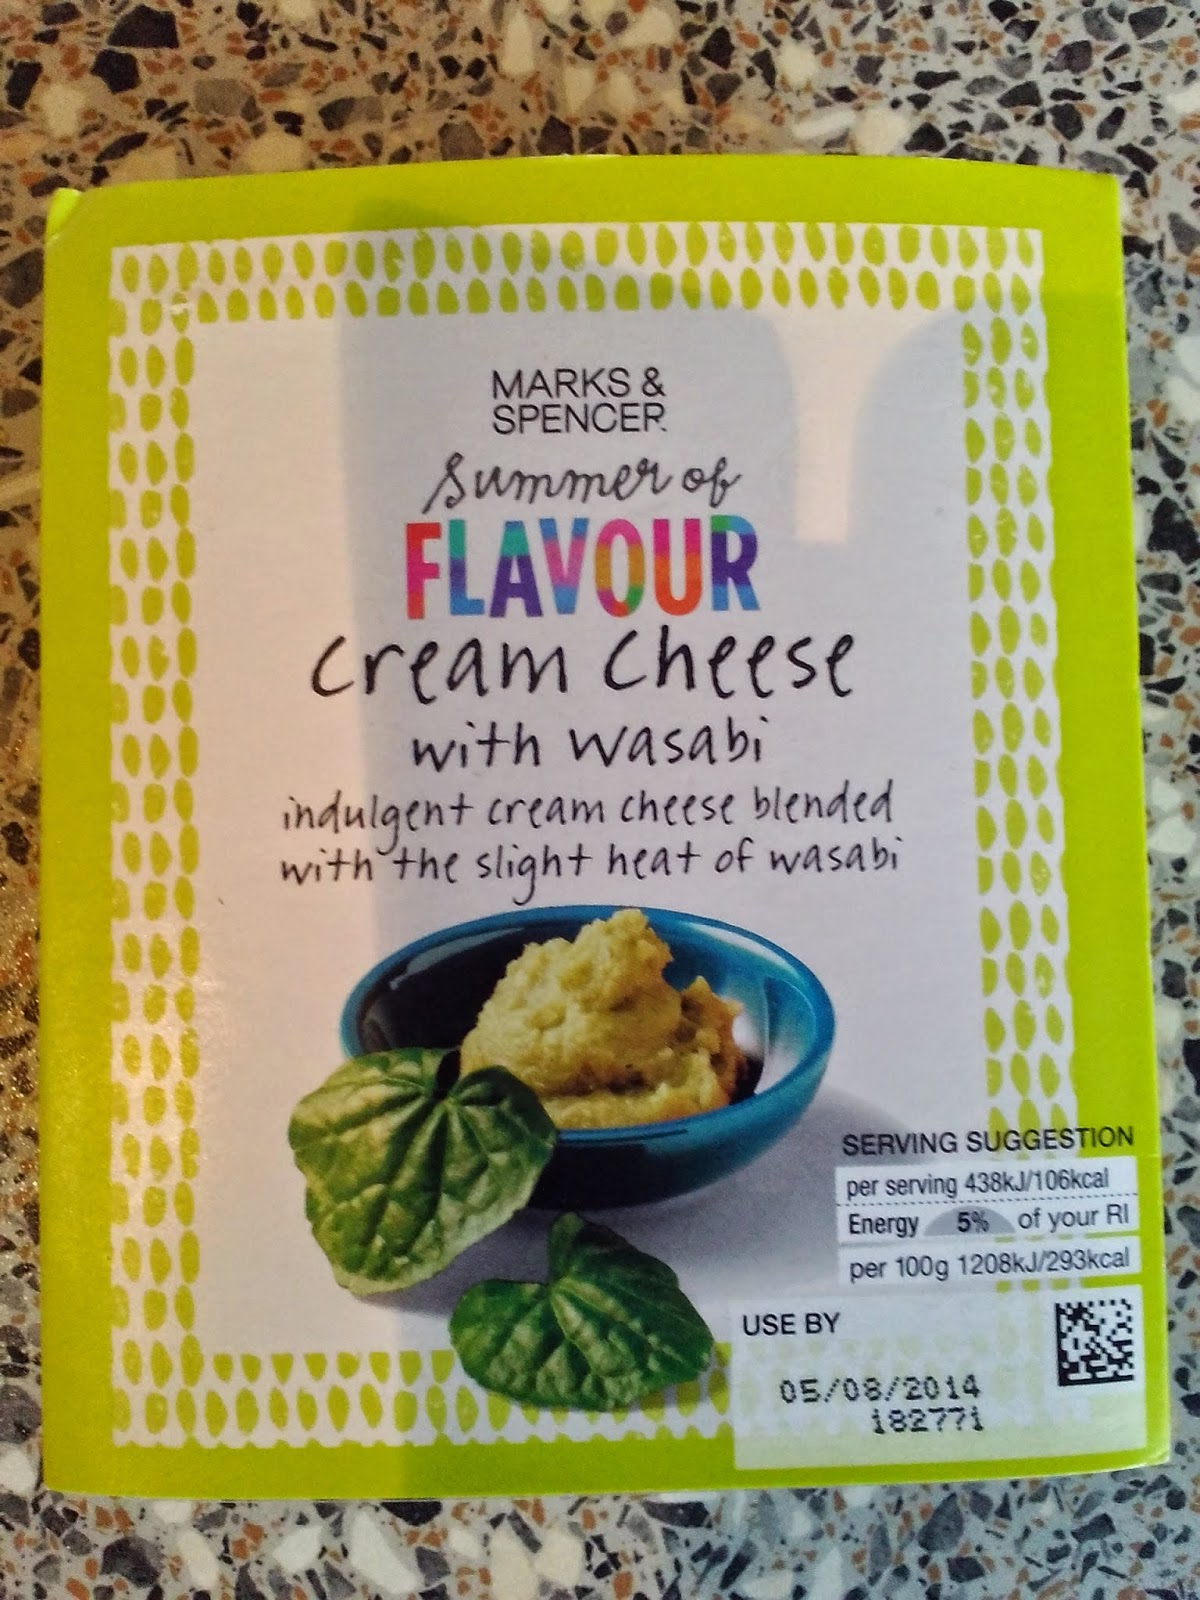 MARKS &
SPENCER
Summer of
FLAVOUR
Cream Cheese
with wasabi
indulgent cream cheese blended
with the slight heat of wasabi
SERVING SUGGESTION
per serving 438kJ/106kcal
Energy 5% of your RI
per 100g 1208kJ/293kcal
USE BY
05/08/2014
182771